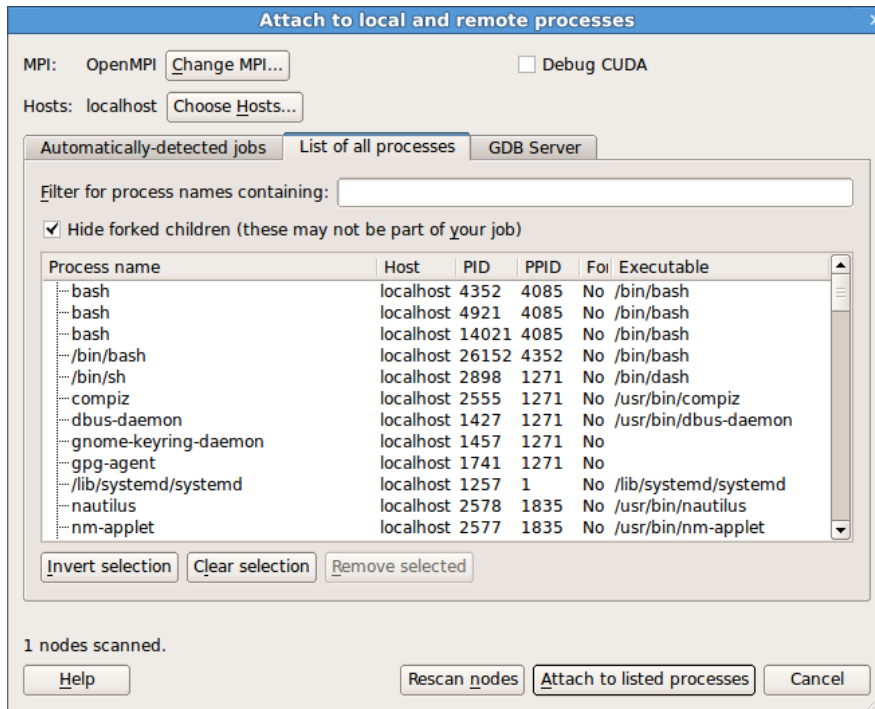 Attach to local and remote processes
MPI: OpenMPI Change MPI... Debug CUDA
Hosts: localhost Choose Hosts...
Automatically-detected jobs List of all processes GDB Server
Filter for process names containing:
Hide forked children (these may not be part of your job)
Process name Host PID PPID For Executable
bash localhost 4352 4085 No /bin/bash
bash localhost 4921 4085 No /bin/bash
bash localhost 14021 4085 No /bin/bash
/bin/bash localhost 26152 4352 No /bin/bash
/bin/sh localhost 2898 1271 No /bin/dash
compiz localhost 2555 1271 No /usr/bin/compiz
dbus-daemon localhost 1427 1271 No /usr/bin/dbus-daemon
gnome-keyring-daemon localhost 1457 1271 No
gpg-agent localhost 1741 1271 No
/lib/systemd/systemd localhost 1257 1 No /lib/systemd/systemd
nautilus localhost 2578 1835 No /usr/bin/nautilus
nm-applet localhost 2577 1835 No /usr/bin/nm-applet
Invert selection Clear selection Remove selected
1 nodes scanned.
Help Rescan nodes Attach to listed processes Cancel